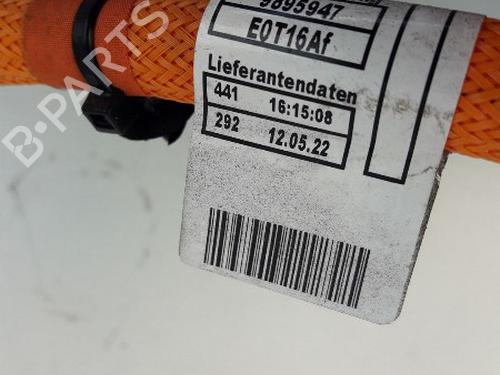 9895947
E0T16Af
Lieferantendaten
441 16:15:08
292 12.05.22
B-PARTS